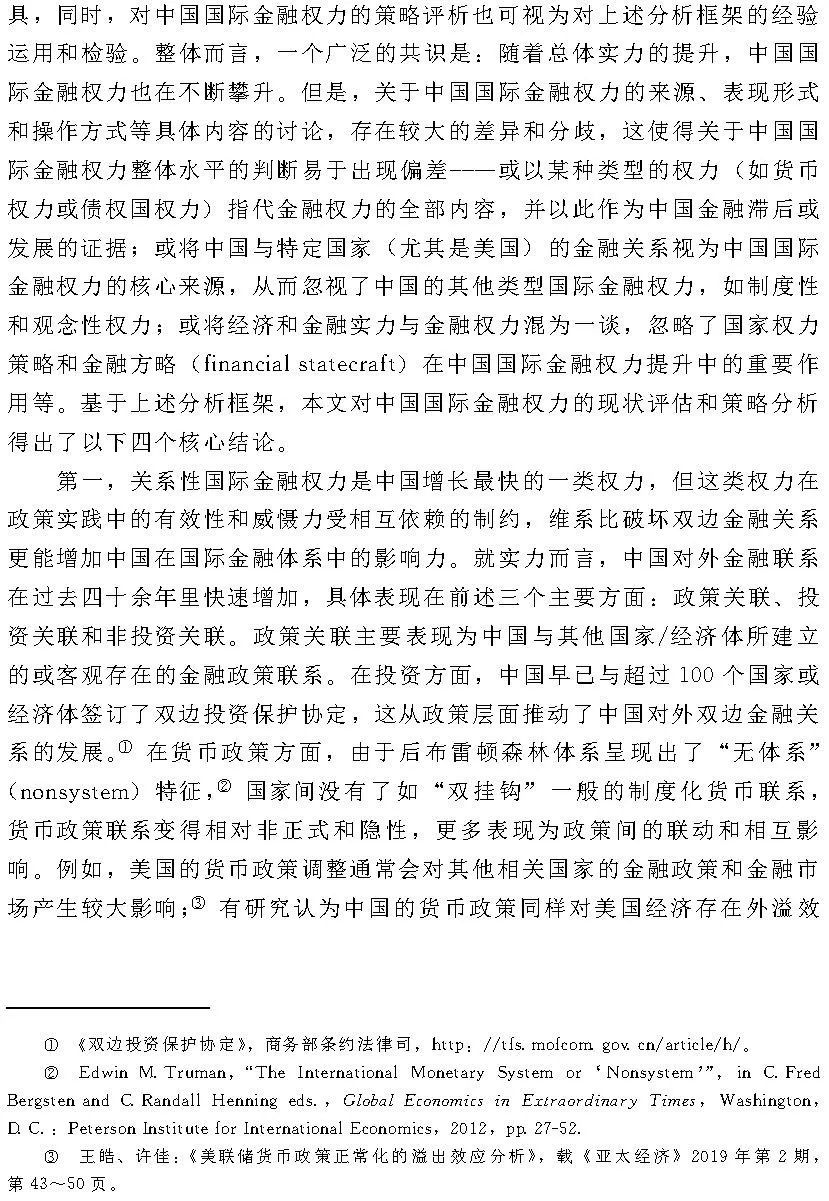 具，同时，对中国国际金融权力的策略评析也可视为对上述分析框架的经验
运用和检验。整体而言，一个广泛的共识是：随着总体实力的提升，中国国
际金融权力也在不断攀升。但是，关于中国国际金融权力的来源、表现形式
和操作方式等具体内容的讨论，存在较大的差异和分歧，这使得关于中国国
际金融权力整体水平的判断易于出现偏差——或以某种类型的权力（如货币
权力或债权国权力）指代金融权力的全部内容，并以此作为中国金融滞后或
发展的证据；或将中国与特定国家（尤其是美国）的金融关系视为中国国际
金融权力的核心来源，从而忽视了中国的其他类型国际金融权力，如制度性
和观念性权力；或将经济和金融实力与金融权力混为一谈，忽略了国家权力
策略和金融方略（financial statecraft）在中国国际金融权力提升中的重要作
用等。基于上述分析框架，本文对中国国际金融权力的现状评估和策略分析
得出了以下四个核心结论。
第一，关系性国际金融权力是中国增长最快的一类权力，但这类权力在
政策实践中的有效性和威慑力受相互依赖的制约，维系比破坏双边金融关系
更能增加中国在国际金融体系中的影响力。就实力而言，中国对外金融联系
在过去四十余年里快速增加，具体表现在前述三个主要方面：政策关联、投
资关联和非投资关联。政策关联主要表现为中国与其他国家/经济体所建立
的或客观存在的金融政策联系。在投资方面，中国早已与超过 100 个国家或
经济体签订了双边投资保护协定，这从政策层面推动了中国对外双边金融关
系的发展。① 在货币政策方面，由于后布雷顿森林体系呈现出了“无体系”
（nonsystem）特征，② 国家间没有了如“双挂钩”一般的制度化货币联系，
货币政策联系变得相对非正式和隐性，更多表现为政策间的联动和相互影
响。例如，美国的货币政策调整通常会对其他相关国家的金融政策和金融市
场产生较大影响；③ 有研究认为中国的货币政策同样对美国经济存在外溢效
① 《双边投资保护协定》，商务部条约法律司，http：//tfs.mofcom.gov.cn/article/h/。
② Edwin M. Truman, “The International Monetary System or ‘Nonsystem’”, in C. Fred
Bergsten and C. Randall Henning eds., Global Economics in Extraordinary Times, Washington,
D. C.: Peterson Institute for International Economics, 2012, pp. 27-52.
③ 王皓、许佳：《美联储货币政策正常化的溢出效应分析》，载《亚太经济》2019 年第 2 期，
第 43～50 页。